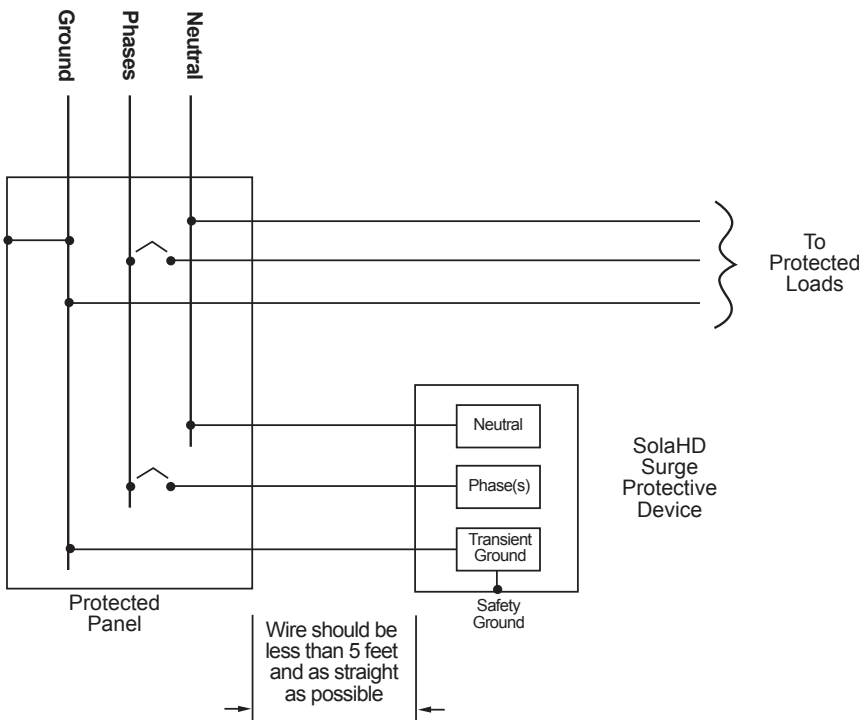 Ground
Phases
Neutral
To
Protected
Loads
Neutral
Phase(s)
Transient
Ground
SolaHD
Surge
Protective
Device
Safety
Ground
Protected
Panel
Wire should be
less than 5 feet
and as straight
as possible